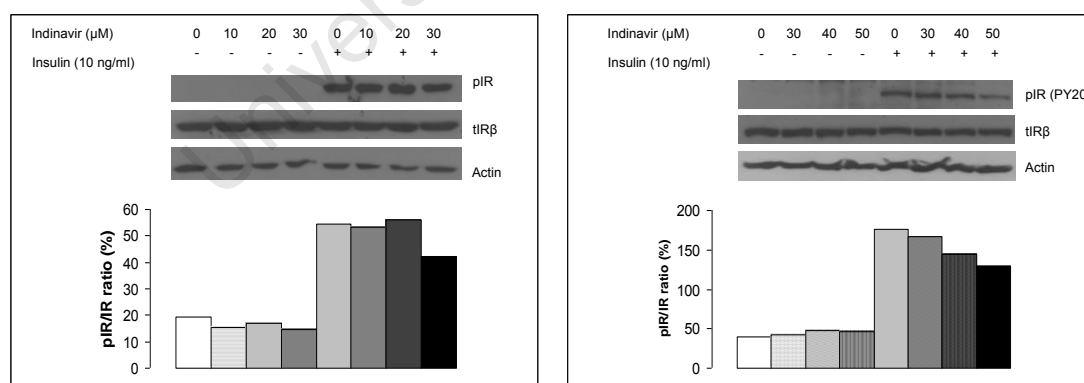 Indinavir (µM) 0 10 20 30 0 10 20 30
Insulin (10 ng/ml) - - - - + + + +
pIR
tIRβ
Actin
pIR/IR ratio (%)
60
50
40
30
20
10
0
Indinavir (µM) 0 30 40 50 0 30 40 50
Insulin (10 ng/ml) - - - - + + + +
pIR (PY20
tIRβ
Actin
pIR/IR ratio (%)
200
150
100
50
0
Univers